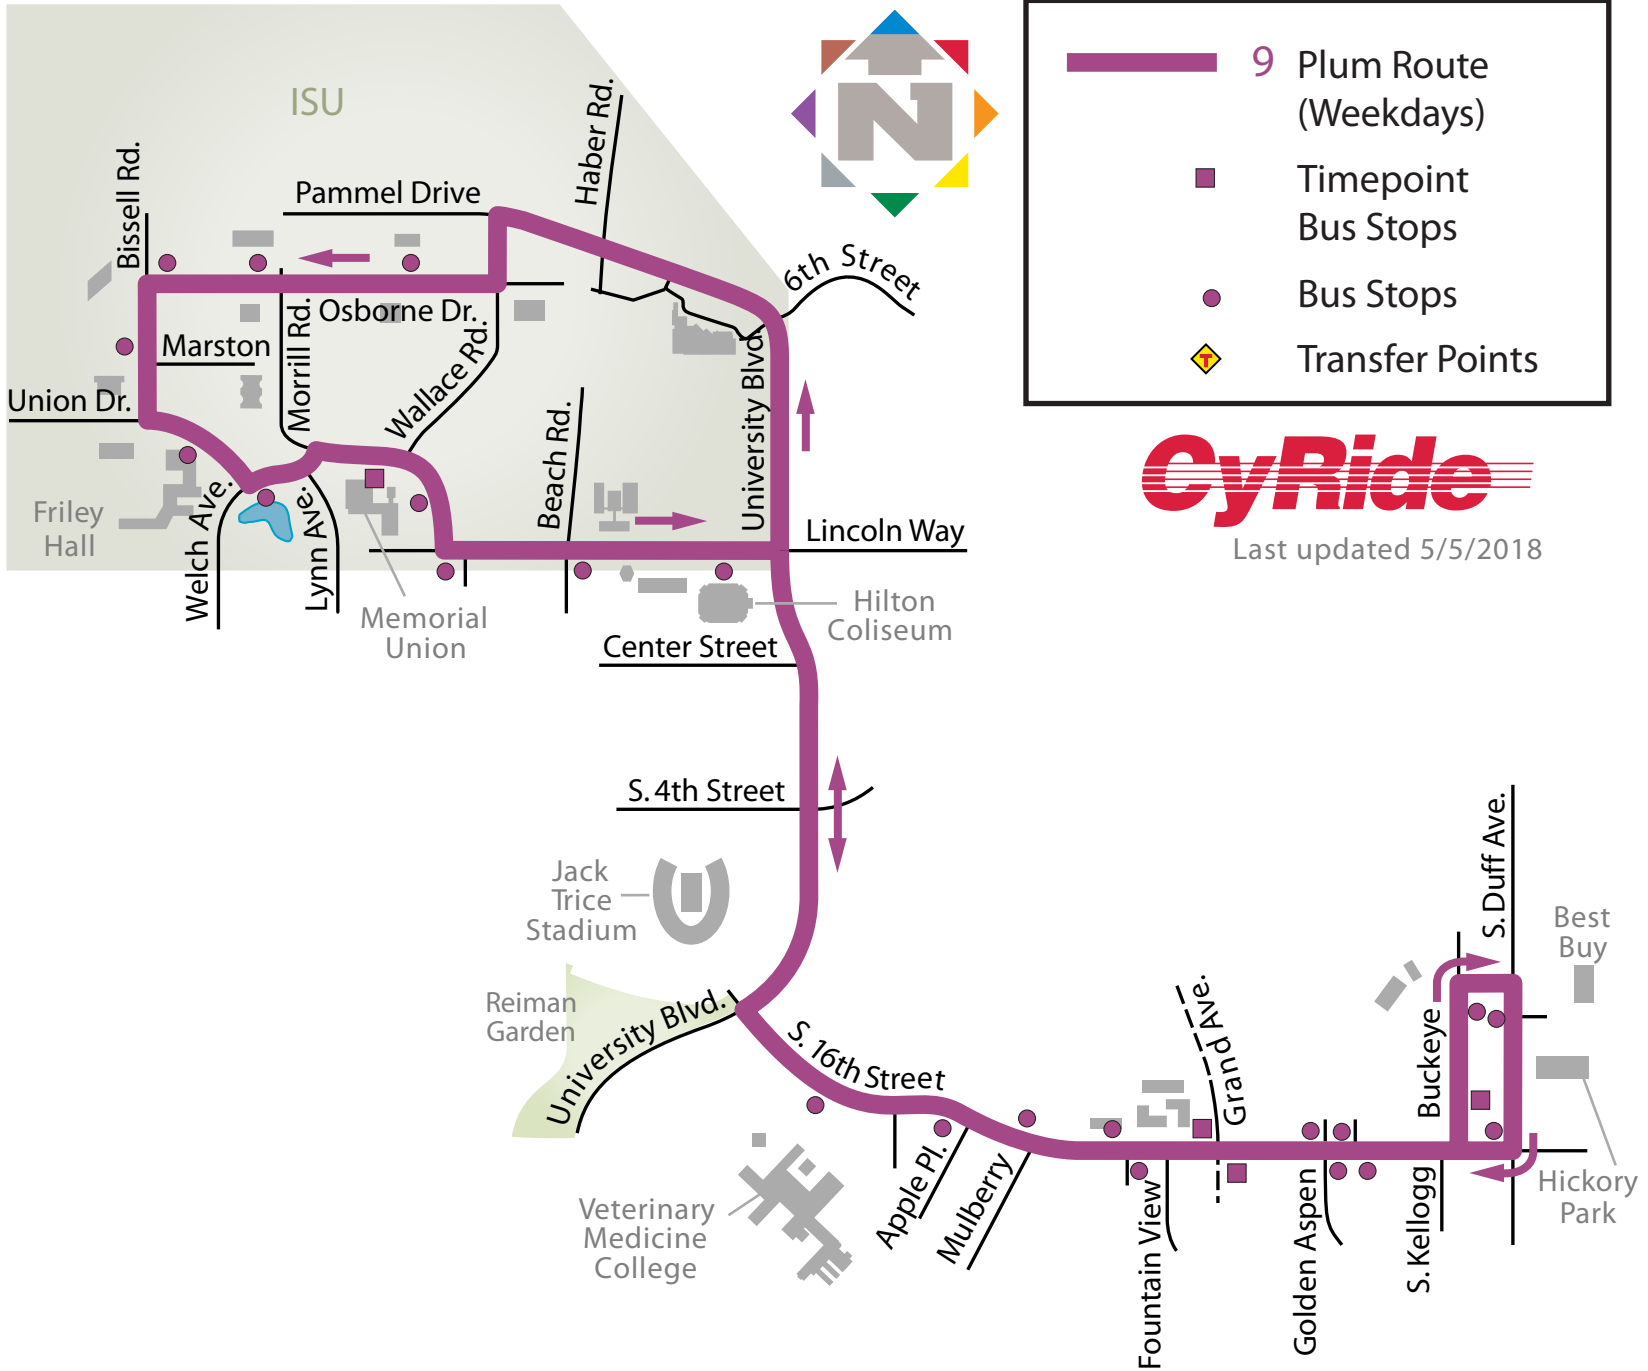 ISU
Bissell Rd.
Pammel Drive
Haber Rd.
6th Street
Osborne Dr.
Morrill Rd.
Marston
Wallace Rd.
Union Dr.
Beach Rd.
University Blvd.
Lincoln Way
Friley
Hall
Welch Ave.
Lynn Ave.
Memorial
Union
Hilton
Coliseum
Center Street
N
9 Plum Route
(Weekdays)
Timepoint
Bus Stops
Bus Stops
T
Transfer Points
CyRide
Last updated 5/5/2018
S. 4th Street
Jack
Trice
Stadium
Reiman
Garden
University Blvd.
S. 16th Street
Veterinary
Medicine
College
Apple Pl.
Mulberry
Fountain View
Grand Ave.
Golden Aspen
S. Kellogg
Buckeye
S. Duff Ave.
Best
Buy
Hickory
Park